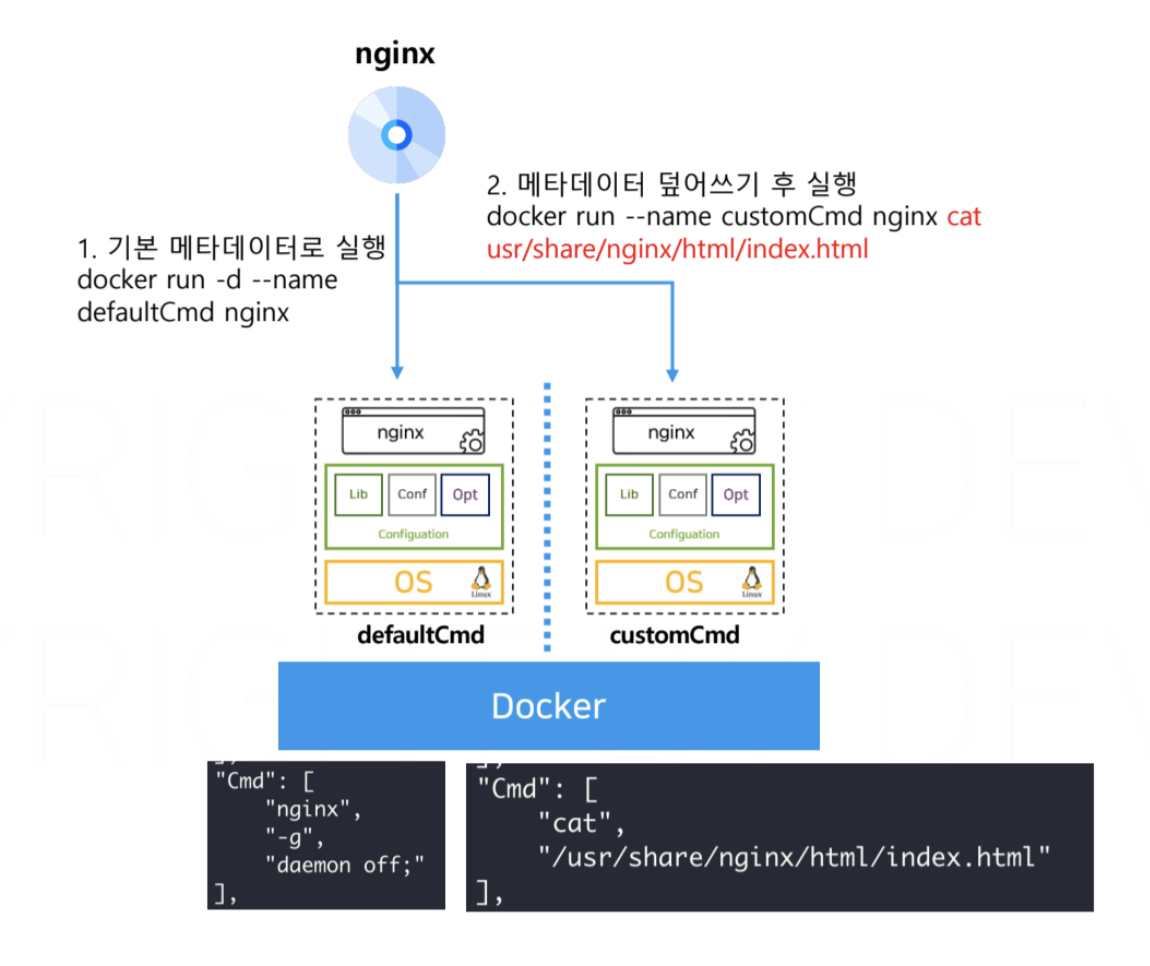 nginx
2. 메타데이터 덮어쓰기 후 실행
docker run --name customCmd nginx cat
usr/share/nginx/html/index.html
1. 기본 메타데이터로 실행
docker run -d --name
defaultCmd nginx
nginx
Lib Conf Opt
Configuation
OS
Linux
defaultCmd
nginx
Lib Conf Opt
Configuation
OS
Linux
customCmd
Docker
"Cmd": [
"nginx",
"-g",
"daemon off;"
],
"Cmd": [
"cat",
"/usr/share/nginx/html/index.html"
],